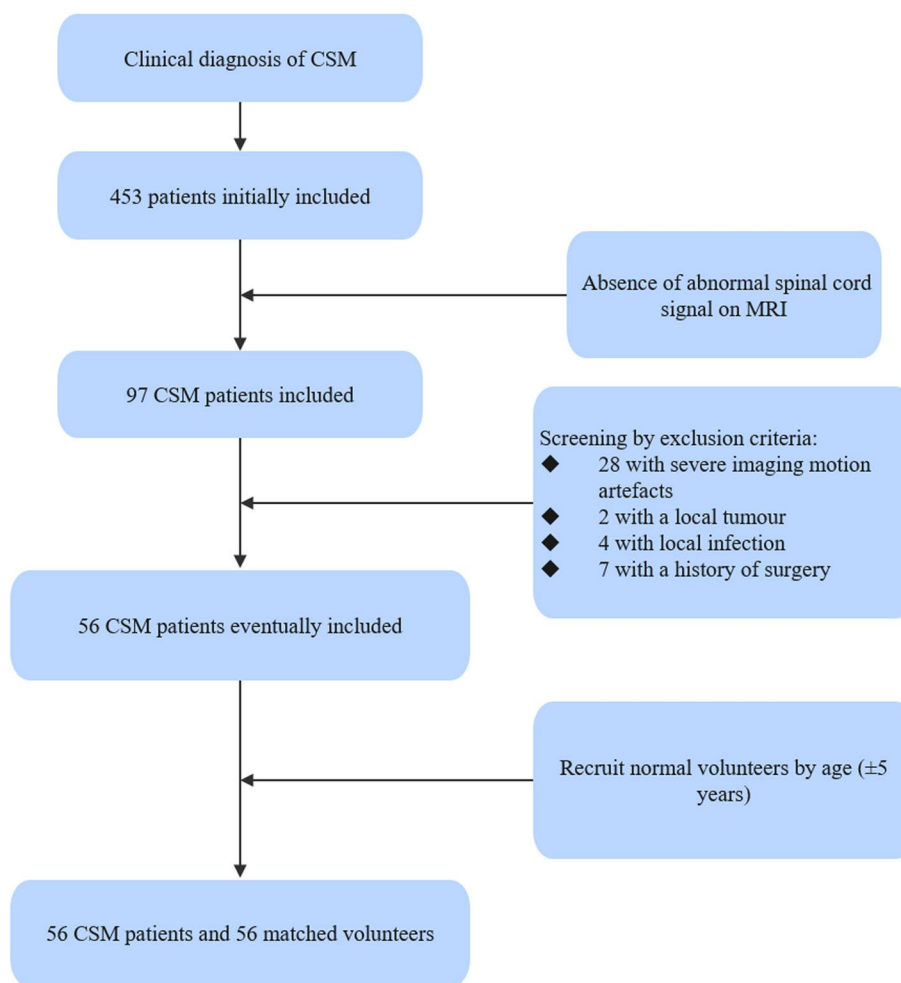 Clinical diagnosis of CSM
453 patients initially included
Absence of abnormal spinal cord
signal on MRI
97 CSM patients included
Screening by exclusion criteria:
◆ 28 with severe imaging motion
artefacts
◆ 2 with a local tumour
◆ 4 with local infection
◆ 7 with a history of surgery
56 CSM patients eventually included
Recruit normal volunteers by age (±5
years)
56 CSM patients and 56 matched volunteers